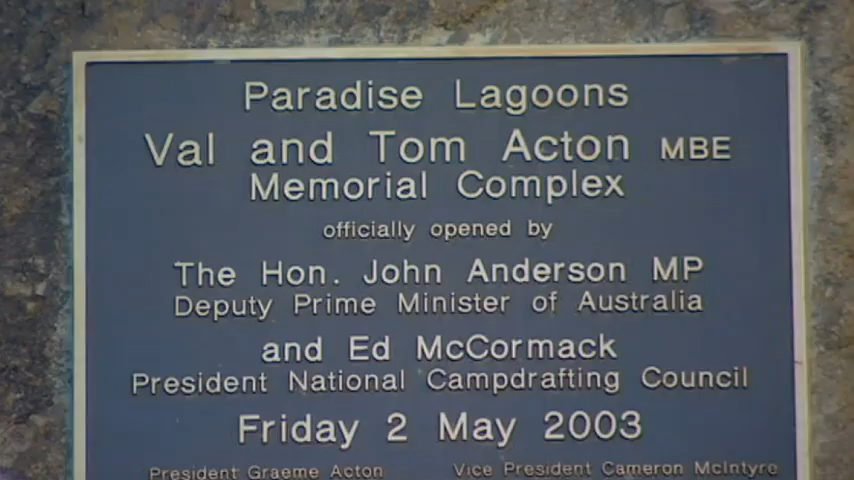 Paradise Lagoons
Val and Tom Acton MBE
Memorial Complex
officially opened by
The Hon. John Anderson MP
Deputy Prime Minister of Australia
and Ed McCormack
President National Campdrafting Council
Friday 2 May 2003
President Graeme Acton Vice President Cameron McIntyre